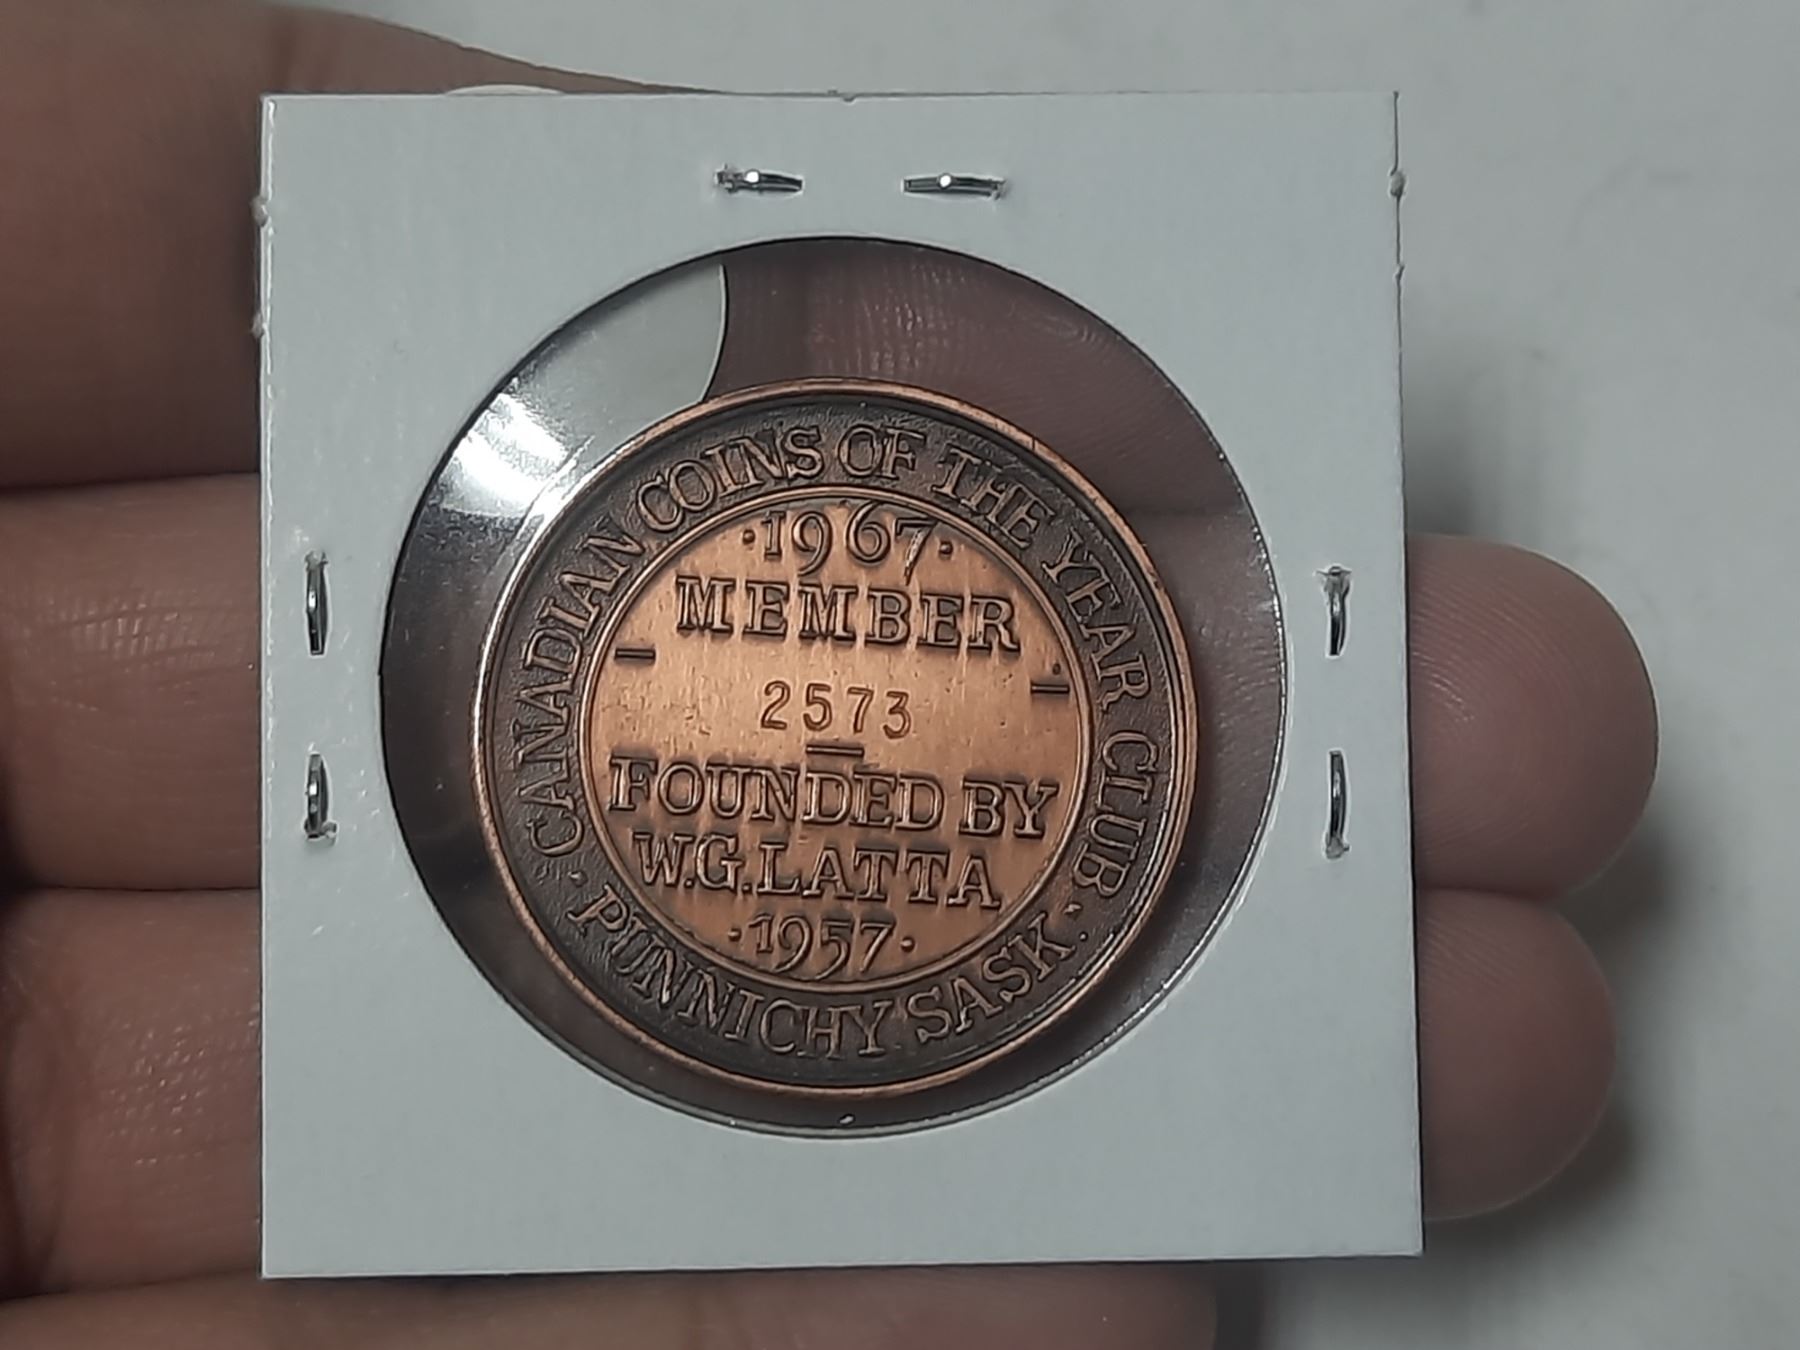 CANADIAN COINS OF THE YEAR CLUB
·1967·
MEMBER
2573
FOUNDED BY
W.G.LATTA
·1957·
· PUNNICHY SASK ·